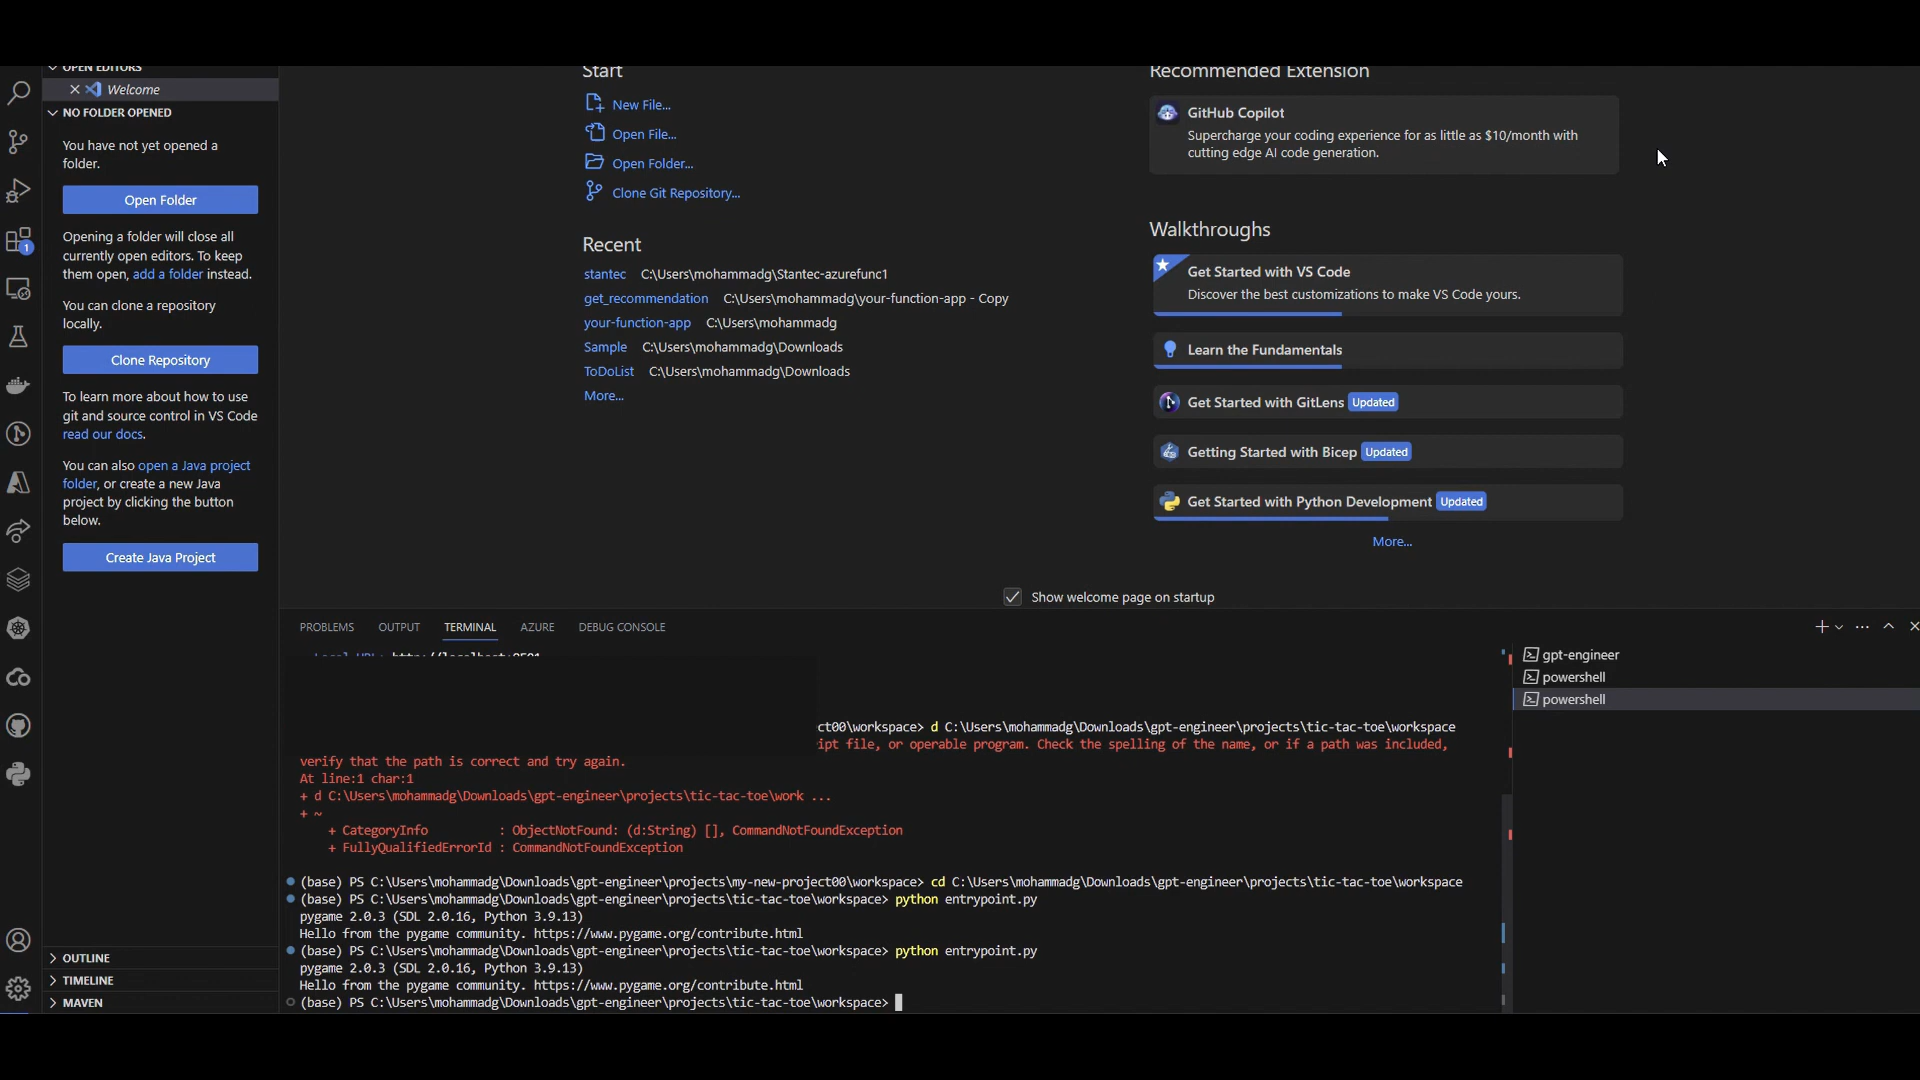 OPEN EDITORS
Welcome
NO FOLDER OPENED
You have not yet opened a
folder.
Open Folder
Opening a folder will close all
currently open editors. To keep
them open, add a folder instead.
You can clone a repository
locally.
Clone Repository
To learn more about how to use
git and source control in VS Code
read our docs.
You can also open a Java project
folder, or create a new Java
project by clicking the button
below.
Create Java Project
OUTLINE
TIMELINE
MAVEN
1
Start
New File...
Open File...
Open Folder...
Clone Git Repository...
Recent
stantec C:\Users\mohammadg\Stantec-azurefunc1
get_recommendation C:\Users\mohammadg\your-function-app - Copy
your-function-app C:\Users\mohammadg
Sample C:\Users\mohammadg\Downloads
ToDoList C:\Users\mohammadg\Downloads
More...
Recommended Extension
GitHub Copilot
Supercharge your coding experience for as little as $10/month with
cutting edge AI code generation.
Walkthroughs
Get Started with VS Code
Discover the best customizations to make VS Code yours.
Learn the Fundamentals
Get Started with GitLens Updated
Getting Started with Bicep Updated
Get Started with Python Development Updated
More...
Show welcome page on startup
PROBLEMS OUTPUT TERMINAL AZURE DEBUG CONSOLE
ct00\workspace> d C:\Users\mohammadg\Downloads\gpt-engineer\projects\tic-tac-toe\workspace
ipt file, or operable program. Check the spelling of the name, or if a path was included,
verify that the path is correct and try again.
At line:1 char:1
+ d C:\Users\mohammadg\Downloads\gpt-engineer\projects\tic-tac-toe\work ...
+ ~
+ CategoryInfo : ObjectNotFound: (d:String) [], CommandNotFoundException
+ FullyQualifiedErrorId : CommandNotFoundException
(base) PS C:\Users\mohammadg\Downloads\gpt-engineer\projects\my-new-project00\workspace> cd C:\Users\mohammadg\Downloads\gpt-engineer\projects\tic-tac-toe\workspace
(base) PS C:\Users\mohammadg\Downloads\gpt-engineer\projects\tic-tac-toe\workspace> python entrypoint.py
pygame 2.0.3 (SDL 2.0.16, Python 3.9.13)
Hello from the pygame community. https://www.pygame.org/contribute.html
(base) PS C:\Users\mohammadg\Downloads\gpt-engineer\projects\tic-tac-toe\workspace> python entrypoint.py
pygame 2.0.3 (SDL 2.0.16, Python 3.9.13)
Hello from the pygame community. https://www.pygame.org/contribute.html
(base) PS C:\Users\mohammadg\Downloads\gpt-engineer\projects\tic-tac-toe\workspace>
gpt-engineer
powershell
powershell